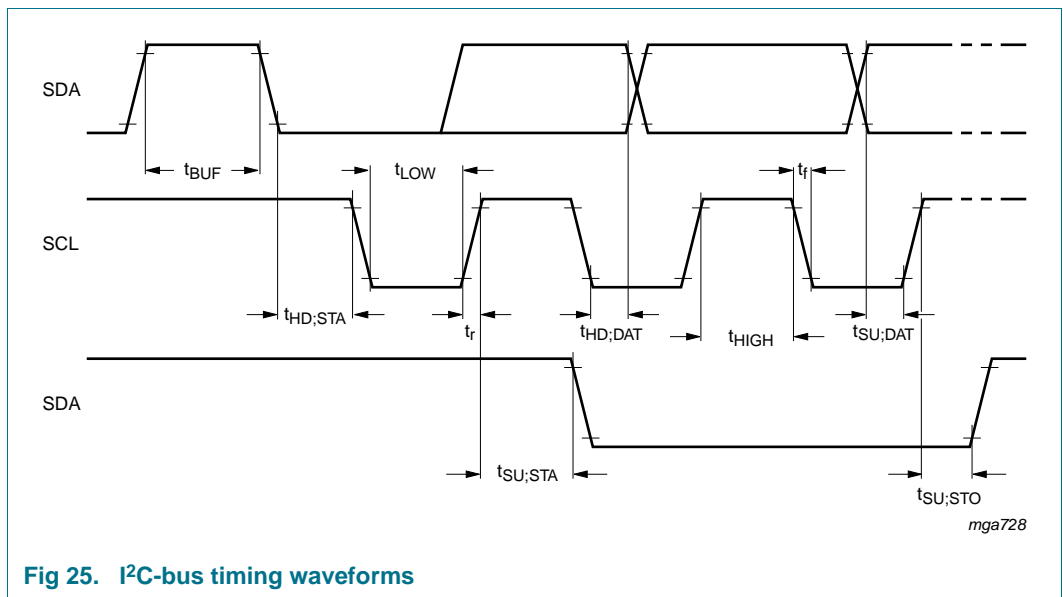 SDA
tBUF
tLOW
tf
SCL
tHD;STA
tr
tHD;DAT
tHIGH
tSU;DAT
SDA
tSU;STA
tSU;STO
mga728
Fig 25. I²C-bus timing waveforms